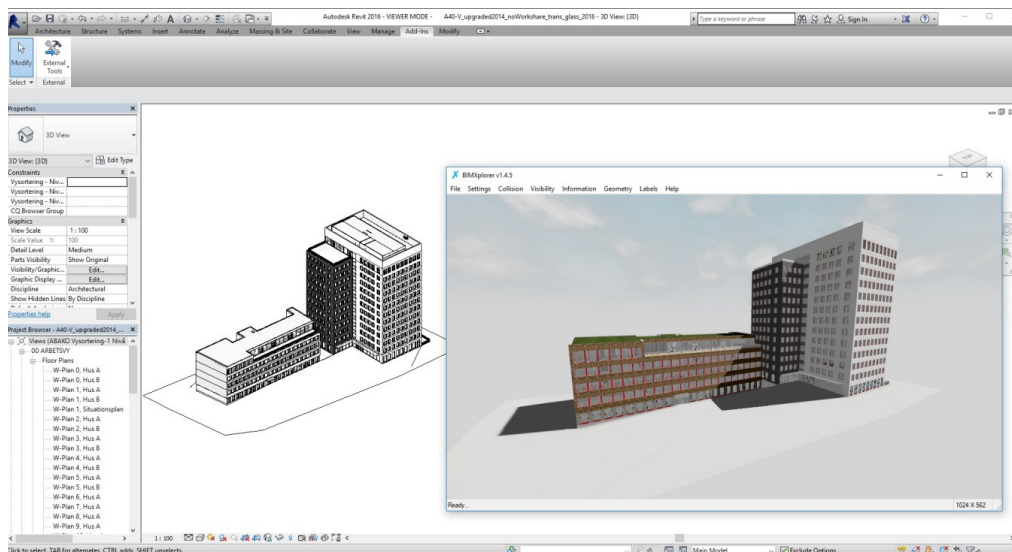 Autodesk Revit 2016 - VIEWER MODE - A40-V_upgraded2014_noWorkshare_trans_glass_2016 - 3D View: {3D}
Type a keyword or phrase
Sign In
Architecture Structure Systems Insert Annotate Analyze Massing & Site Collaborate View Manage Add-Ins Modify
Modify
External Tools
Select External
Properties
3D View
3D View: {3D} Edit Type
Constraints
Vysortering - Niv...
Vysortering - Niv...
Vysortering - Niv...
CQ Browser Group
Graphics
View Scale 1 : 100
Scale Value 1: 100
Detail Level Medium
Parts Visibility Show Original
Visibility/Graphic... Edit...
Graphic Display ... Edit...
Discipline Architectural
Show Hidden Lines By Discipline
Properties help Apply
Project Browser - A40-V_upgraded2014_...
Views (ABAKO Vysortering-1 Nivå
00 ARBETSVY
Floor Plans
W-Plan 0, Hus A
W-Plan 0, Hus B
W-Plan 1, Hus A
W-Plan 1, Hus B
W-Plan 1, Situationsplan
W-Plan 2, Hus A
W-Plan 2, Hus B
W-Plan 3, Hus A
W-Plan 3, Hus B
W-Plan 4, Hus A
W-Plan 4, Hus B
W-Plan 5, Hus A
W-Plan 5, Hus B
W-Plan 6, Hus A
W-Plan 7, Hus A
W-Plan 8, Hus A
W-Plan 9, Hus A
TOP
BIMXplorer v1.4.5
File Settings Collision Visibility Information Geometry Labels Help
Ready...
1024 X 562
1 : 100
Click to select, TAB for alternates, CTRL adds, SHIFT unselects.
Main Model
Exclude Options